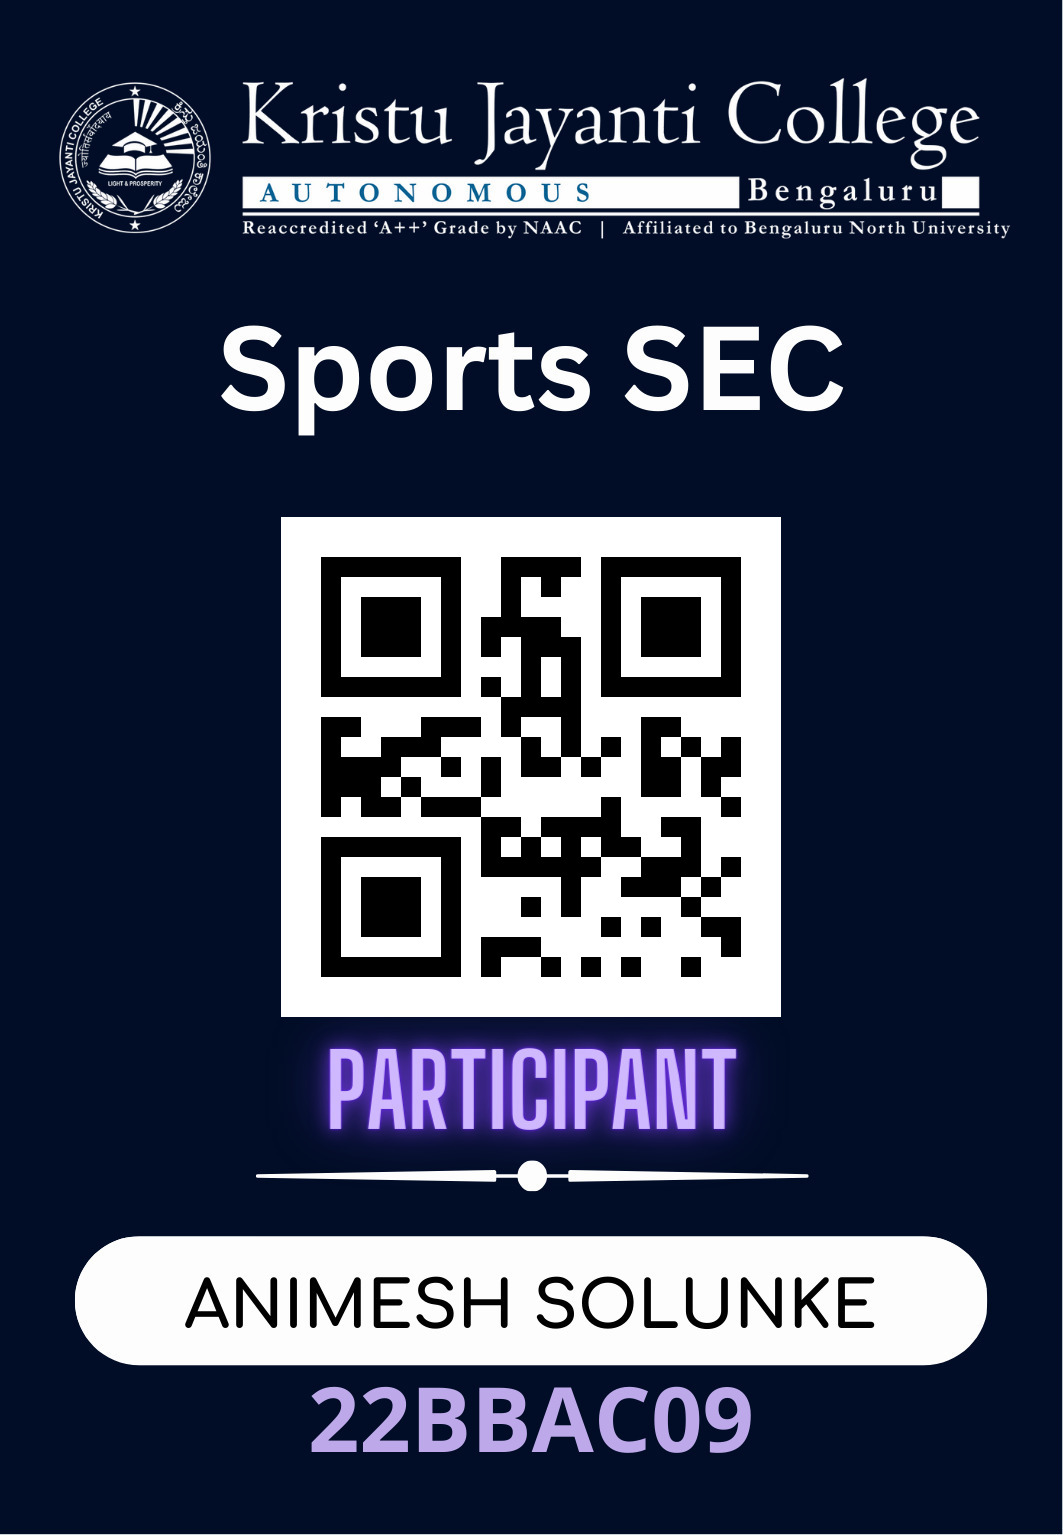 KRISTU JAYANTI COLLEGE
LIGHT & PROSPERITY
Kristu Jayanti College
AUTONOMOUS Bengaluru
Reaccredited ‘A++’ Grade by NAAC | Affiliated to Bengaluru North University
Sports SEC
PARTICIPANT
ANIMESH SOLUNKE
22BBAC09